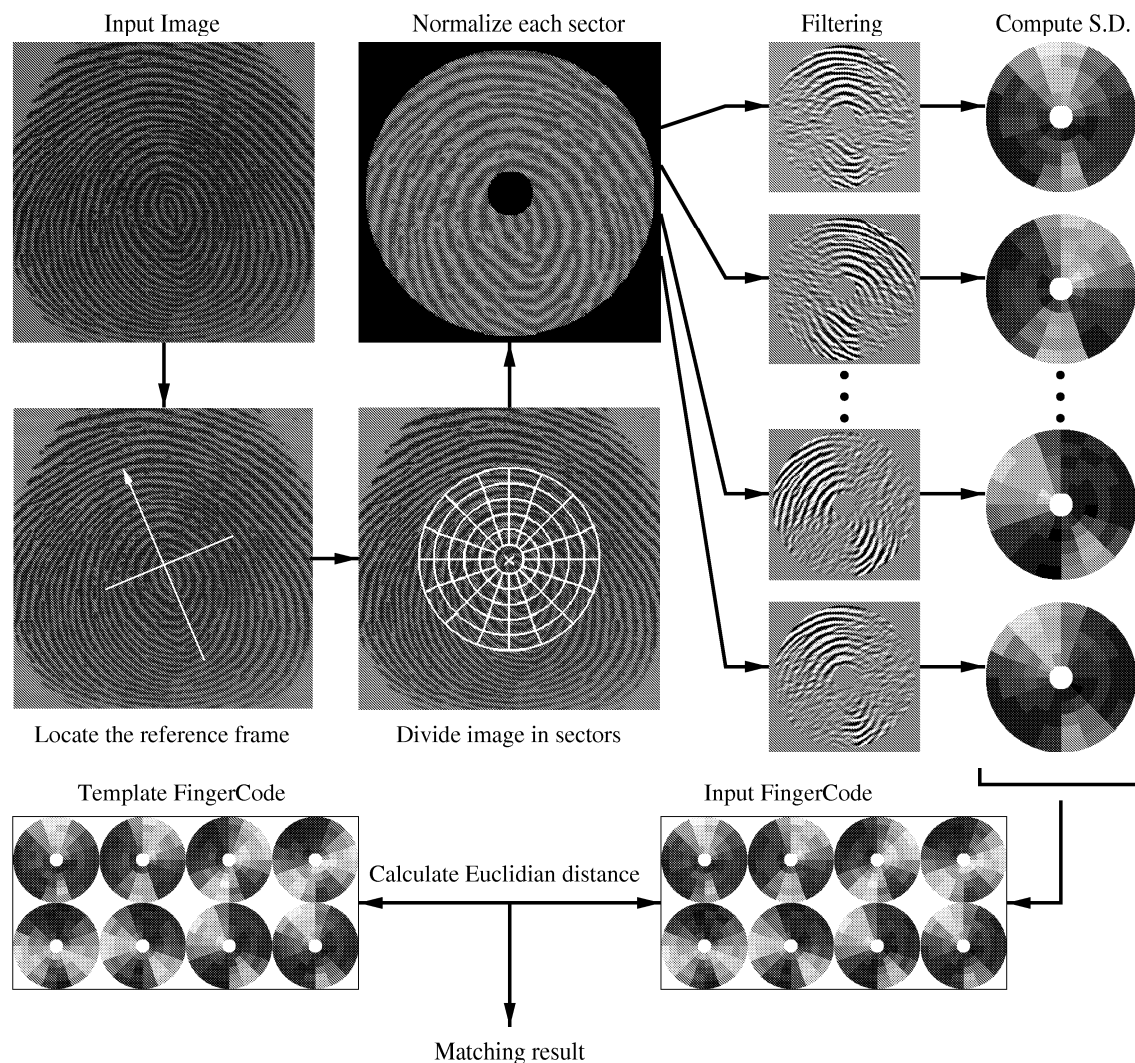 Input Image
Normalize each sector
Filtering
Compute S.D.
Locate the reference frame
Divide image in sectors
Template FingerCode
Input FingerCode
Calculate Euclidian distance
Matching result